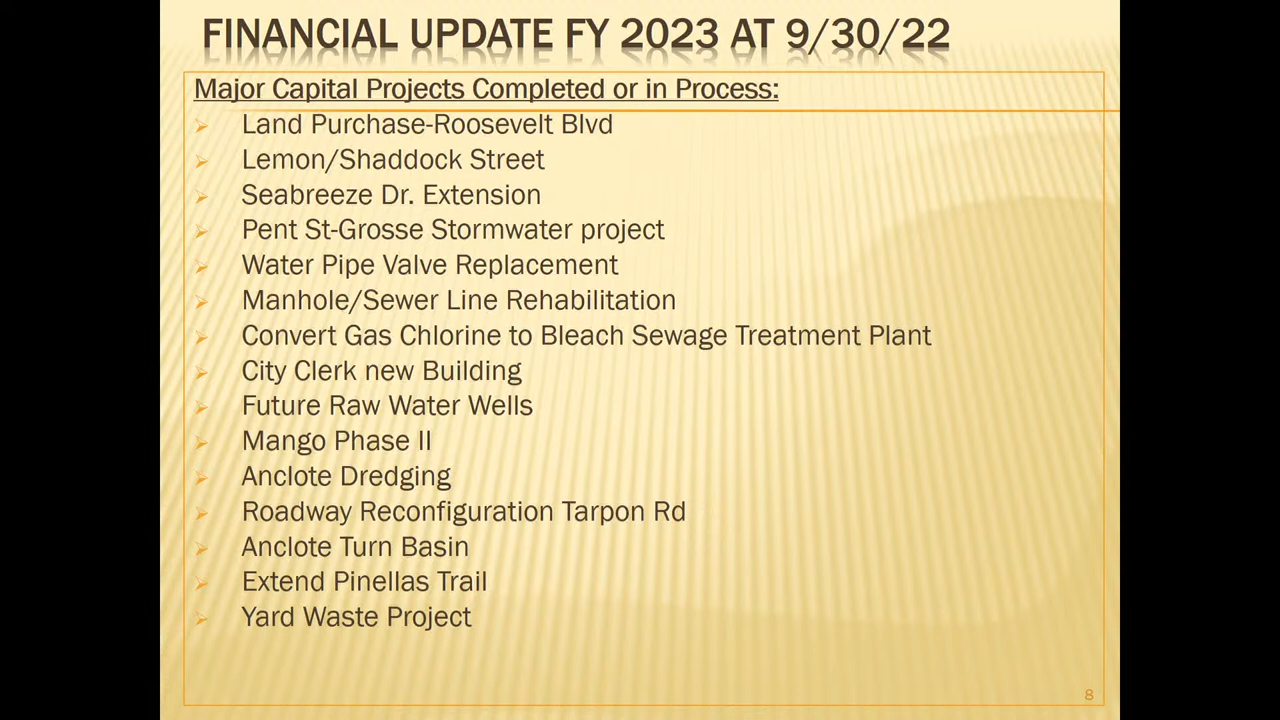 FINANCIAL UPDATE FY 2023 AT 9/30/22
Major Capital Projects Completed or in Process:
Land Purchase-Roosevelt Blvd
Lemon/Shaddock Street
Seabreeze Dr. Extension
Pent St-Grosse Stormwater project
Water Pipe Valve Replacement
Manhole/Sewer Line Rehabilitation
Convert Gas Chlorine to Bleach Sewage Treatment Plant
City Clerk new Building
Future Raw Water Wells
Mango Phase II
Anclote Dredging
Roadway Reconfiguration Tarpon Rd
Anclote Turn Basin
Extend Pinellas Trail
Yard Waste Project
8